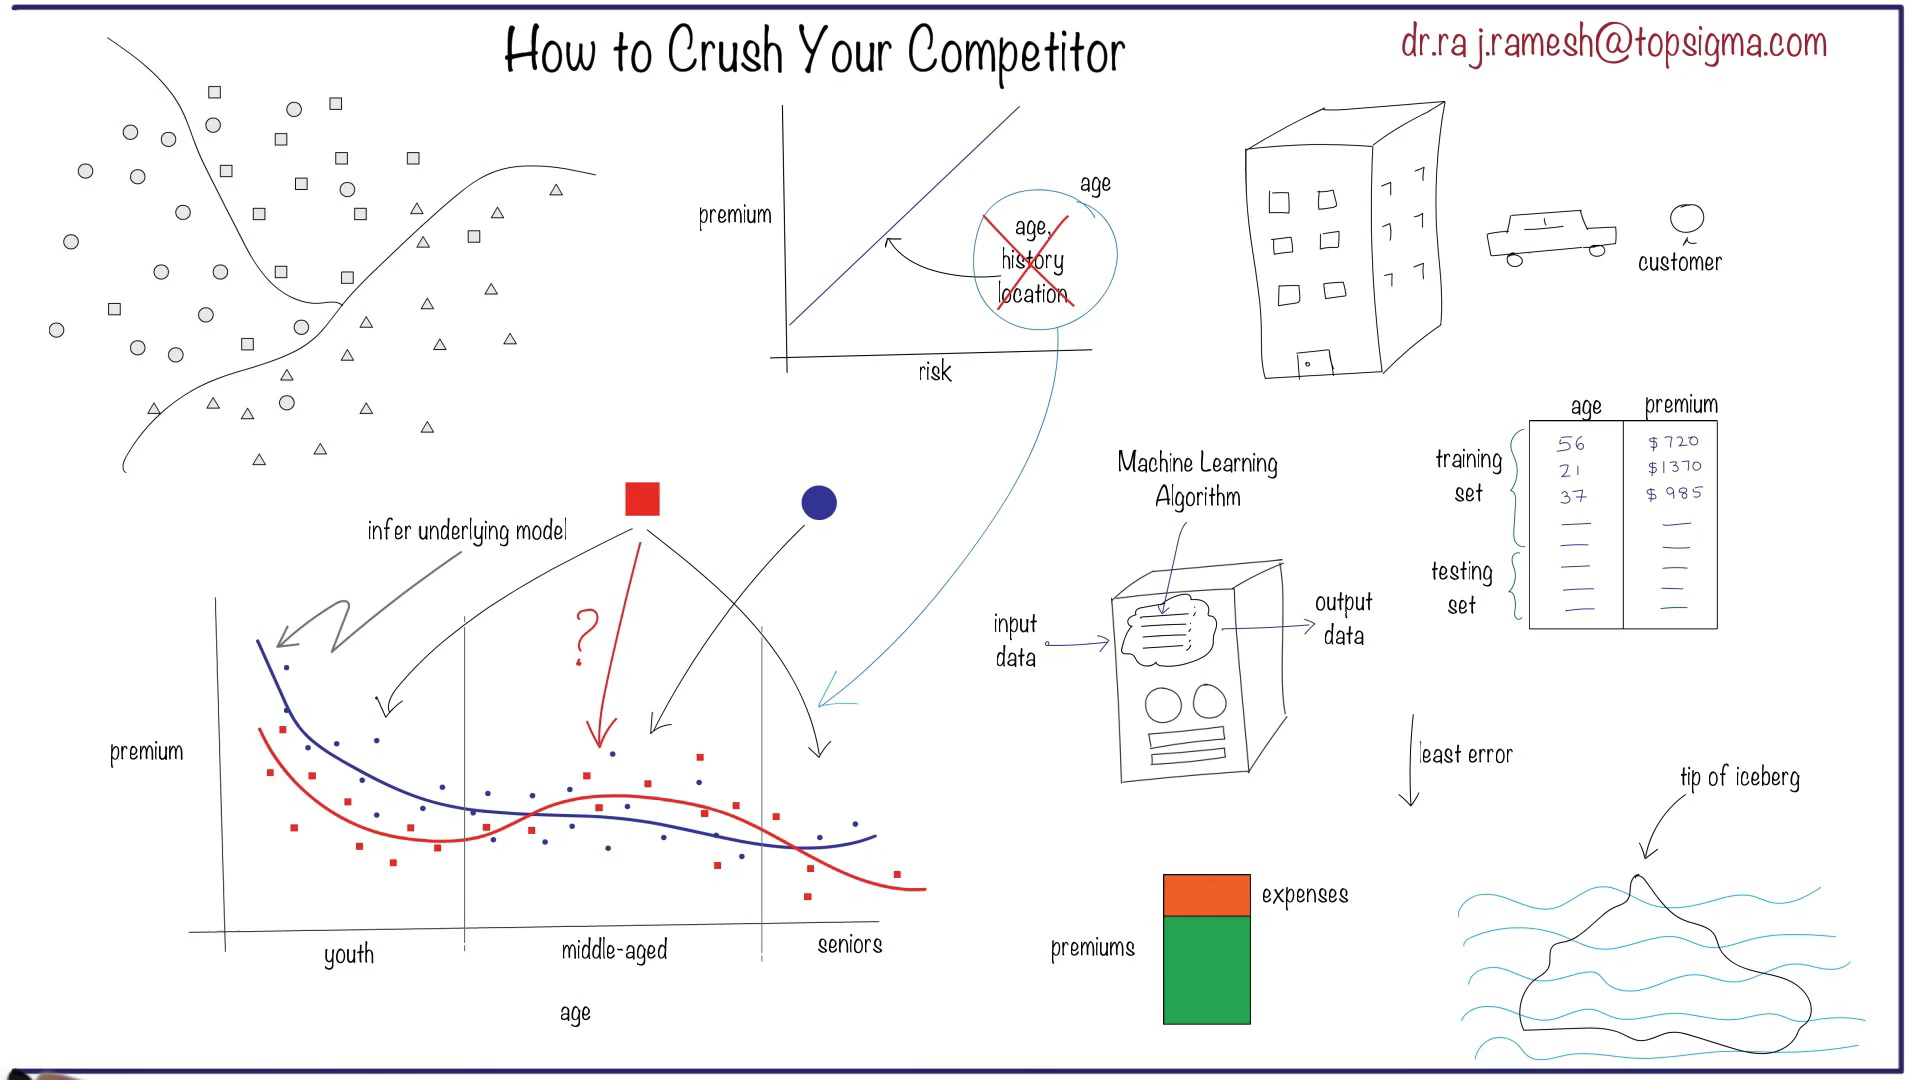 How to Crush Your Competitor
dr.raj.ramesh@topsigma.com
premium
age
age,
history
location
risk
customer
age premium
training
set
56 $720
21 $1370
37 $985
testing
set
Machine Learning
Algorithm
input
data
output
data
infer underlying model
?
premium
youth
middle-aged
seniors
age
least error
tip of iceberg
expenses
premiums